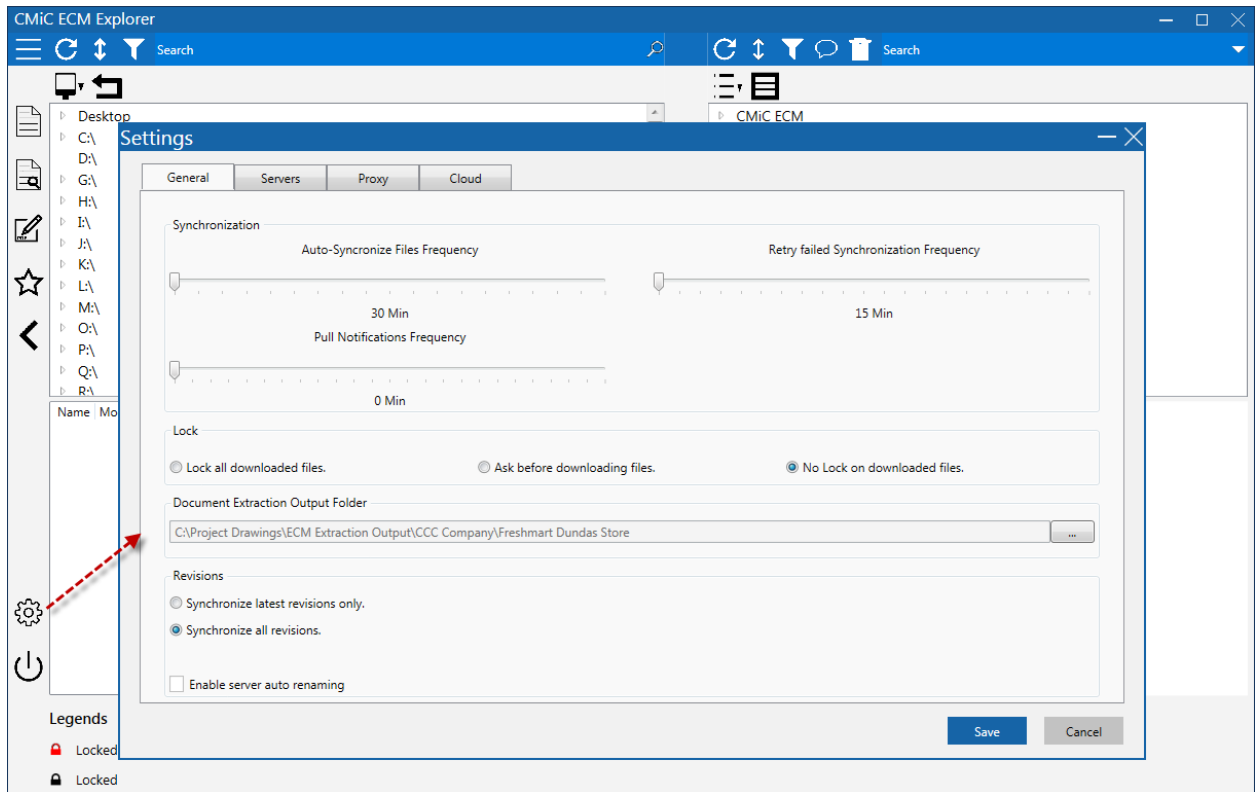 CMiC ECM Explorer
Search
Search
Desktop
CMiC ECM
C:\
D:\
G:\
H:\
I:\
J:\
K:\
L:\
M:\
O:\
P:\
Q:\
R:\
Name Mo
Settings
General Servers Proxy Cloud
Synchronization
Auto-Syncronize Files Frequency
Retry failed Synchronization Frequency
30 Min
15 Min
Pull Notifications Frequency
0 Min
Lock
Lock all downloaded files.
Ask before downloading files.
No Lock on downloaded files.
Document Extraction Output Folder
C:\Project Drawings\ECM Extraction Output\CCC Company\Freshmart Dundas Store
...
Revisions
Synchronize latest revisions only.
Synchronize all revisions.
Enable server auto renaming
Save
Cancel
Legends
Locked
Locked